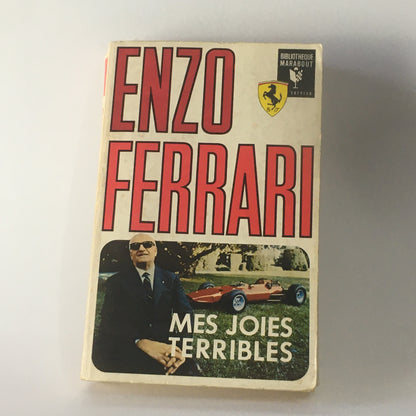 ENZO
FERRARI
BIBLIOTHEQUE
MARABOUT
MES JOIES
TERRIBLES